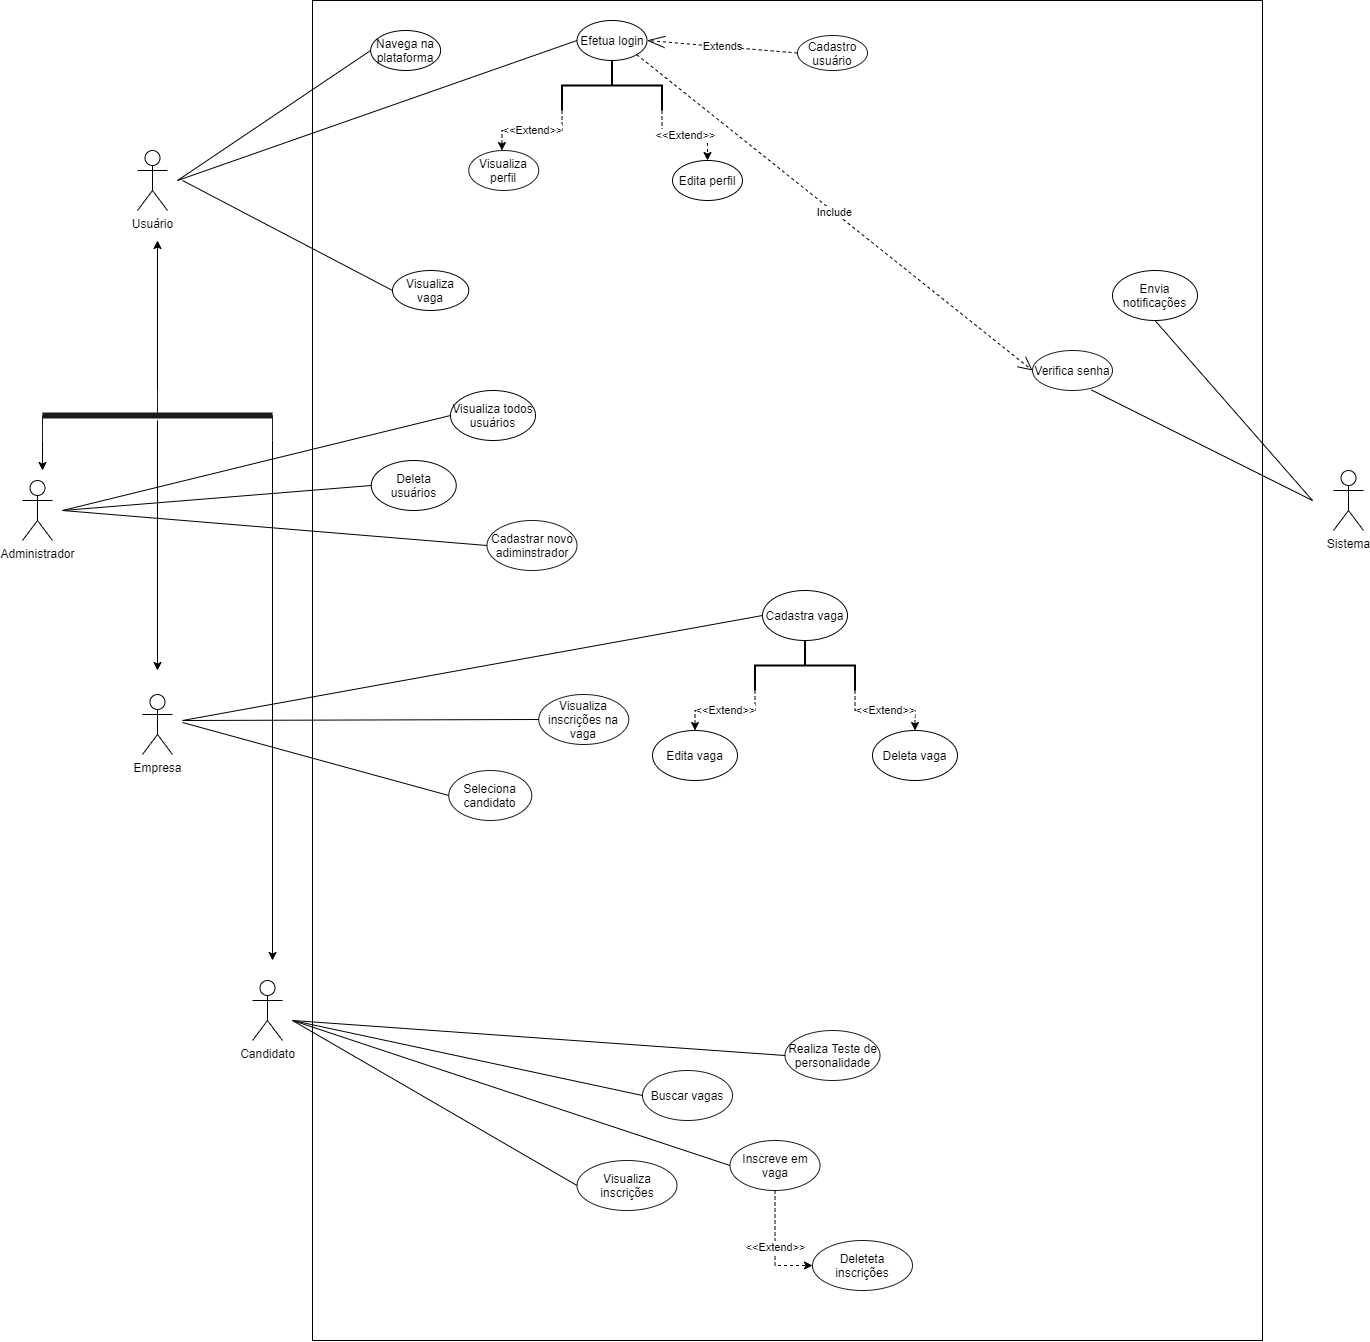 Navega na
plataforma
Efetua login
Extends
Cadastro
usuário
<<Extend>>
<<Extend>>
Visualiza
perfil
Edita perfil
Include
Usuário
Visualiza
vaga
Envia
notificações
Verifica senha
Visualiza todos
usuários
Deleta
usuários
Cadastrar novo
adiminstrador
Administrador
Sistema
Cadastra vaga
<<Extend>>
<<Extend>>
Visualiza
inscrições na
vaga
Edita vaga
Deleta vaga
Empresa
Seleciona
candidato
Candidato
Realiza Teste de
personalidade
Buscar vagas
Inscreve em
vaga
Visualiza
inscrições
<<Extend>>
Deleteta
inscrições